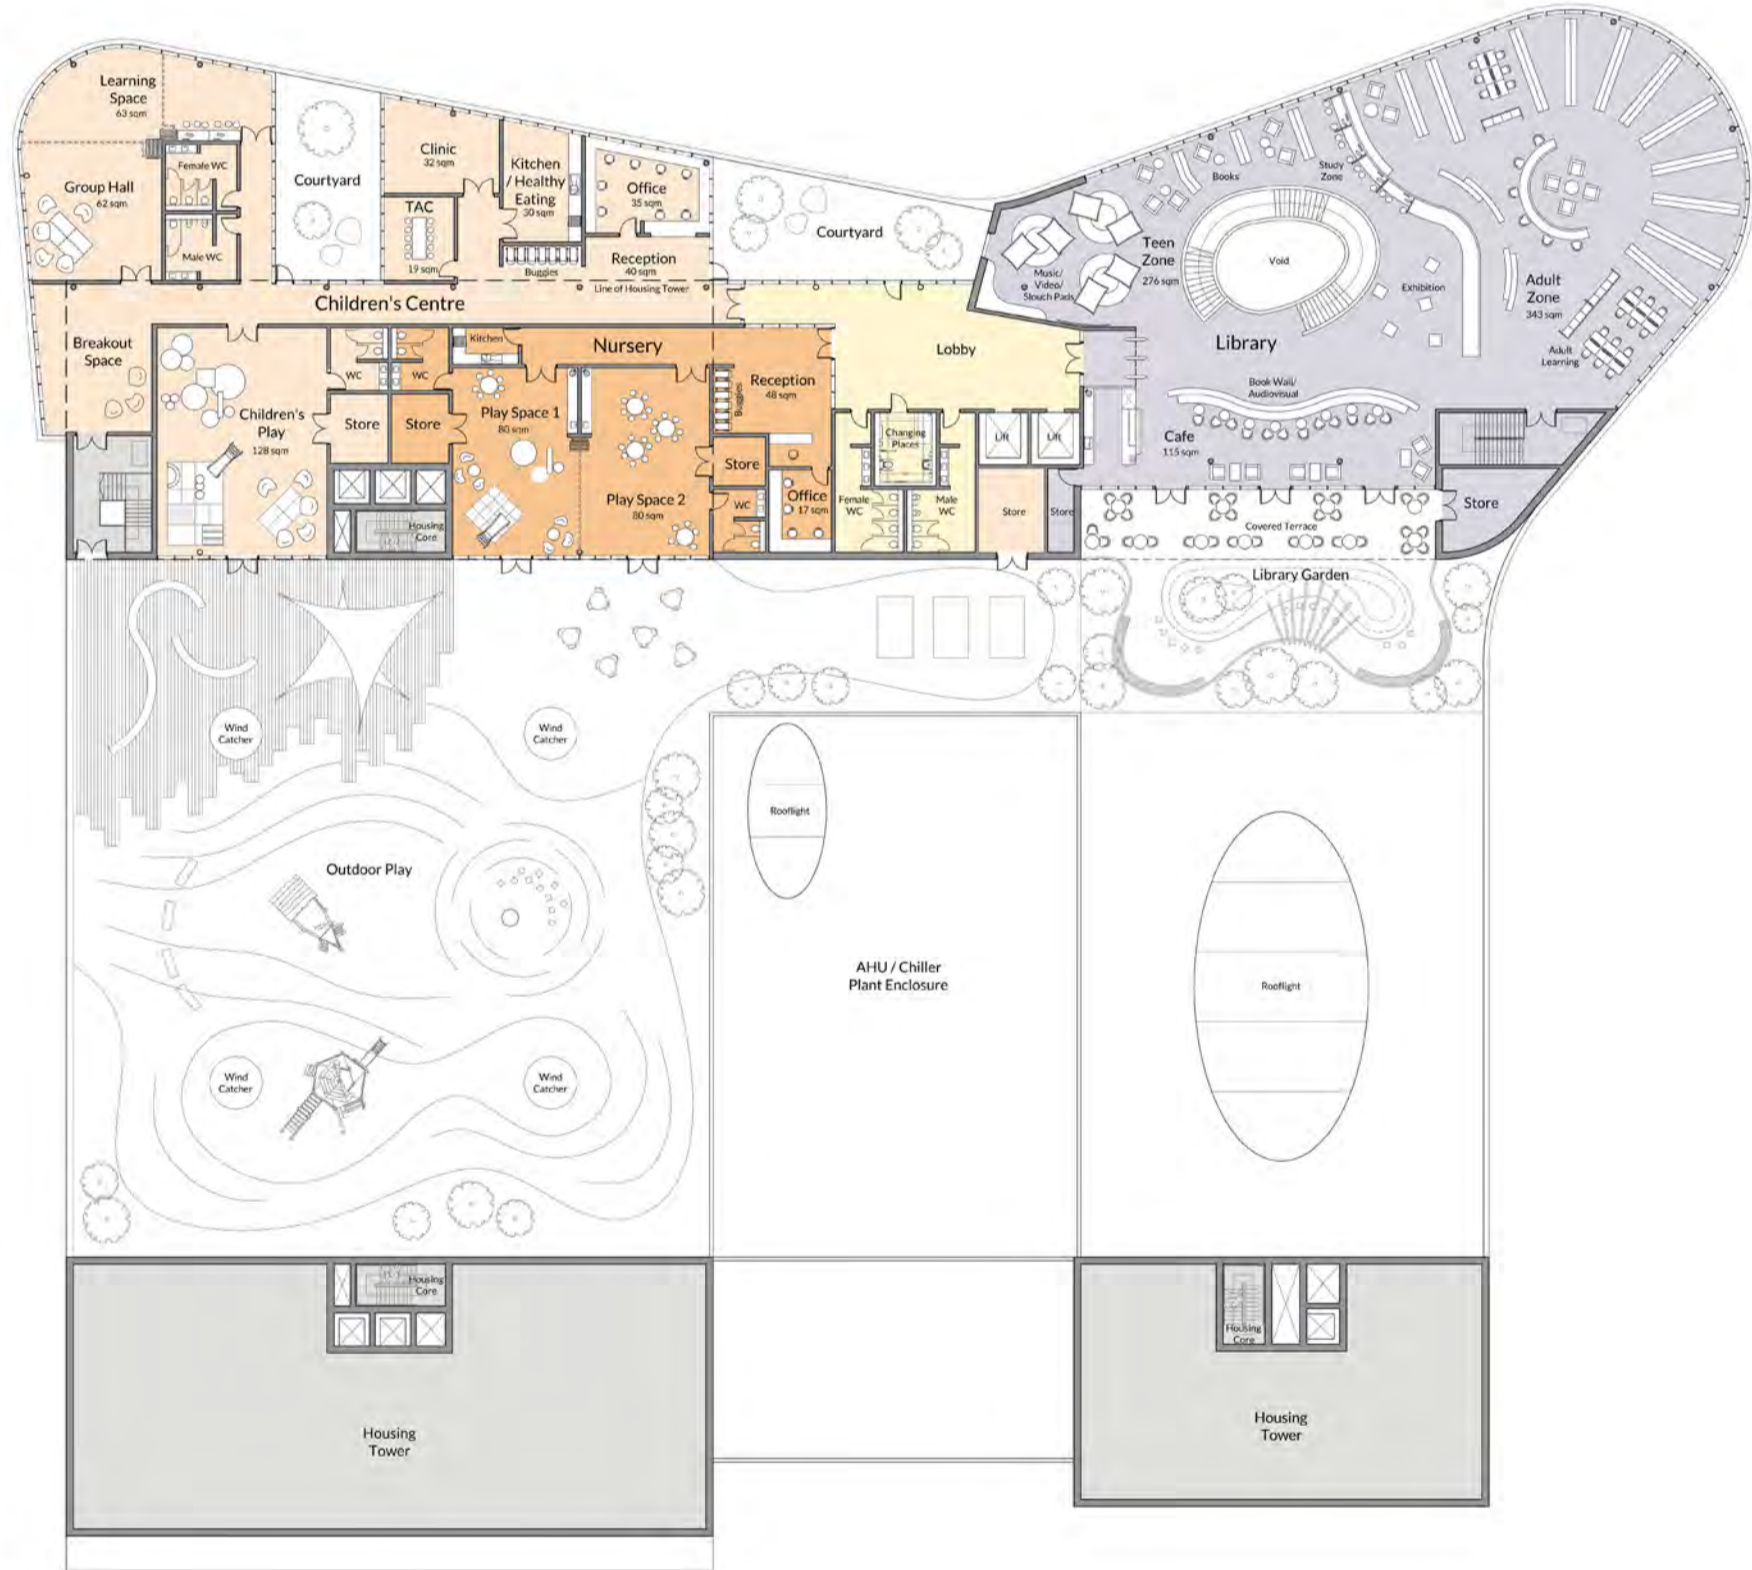 Learning
Space
63 sqm
Group Hall
62 sqm
Female WC
Male WC
Courtyard
Clinic
32 sqm
Kitchen
/ Healthy
Eating
30 sqm
TAC
19 sqm
Office
35 sqm
Buggies
Reception
40 sqm
Line of Housing Tower
Courtyard
Children's Centre
Breakout
Space
Children's
Play
128 sqm
WC
WC
Store
Store
Housing
Core
Kitchen
Nursery
Play Space 1
80 sqm
Play Space 2
80 sqm
Buggies
Reception
48 sqm
Store
WC
Office
17 sqm
Lobby
Changing
Places
Female
WC
Male
WC
Lift
Lift
Store
Store
Music/
Video/
Slouch Pads
Teen
Zone
276 sqm
Books
Study
Zone
Void
Exhibition
Adult
Zone
343 sqm
Adult
Learning
Library
Book Wall/
Audiovisual
Cafe
115 sqm
Store
Covered Terrace
Library Garden
Wind
Catcher
Wind
Catcher
Outdoor Play
Wind
Catcher
Wind
Catcher
Rooflight
AHU / Chiller
Plant Enclosure
Rooflight
Housing
Core
Housing
Tower
Housing
Core
Housing
Tower